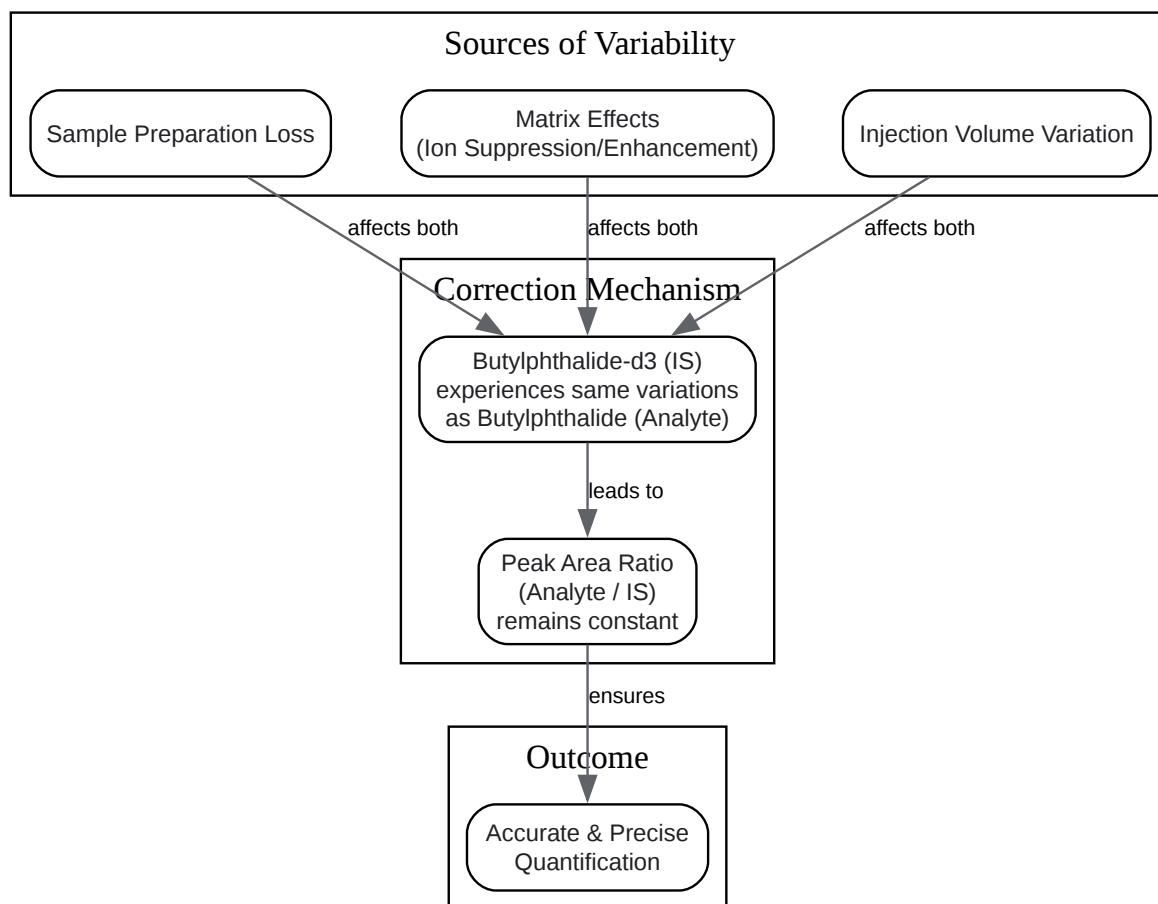 Sources of Variability
Sample Preparation Loss
Matrix Effects
(Ion Suppression/Enhancement)
Injection Volume Variation
affects both
affects both
affects both
Correction Mechanism
Butylphthalide-d3 (IS)
experiences same variations
as Butylphthalide (Analyte)
leads to
Peak Area Ratio
(Analyte / IS)
remains constant
ensures
Outcome
Accurate & Precise
Quantification